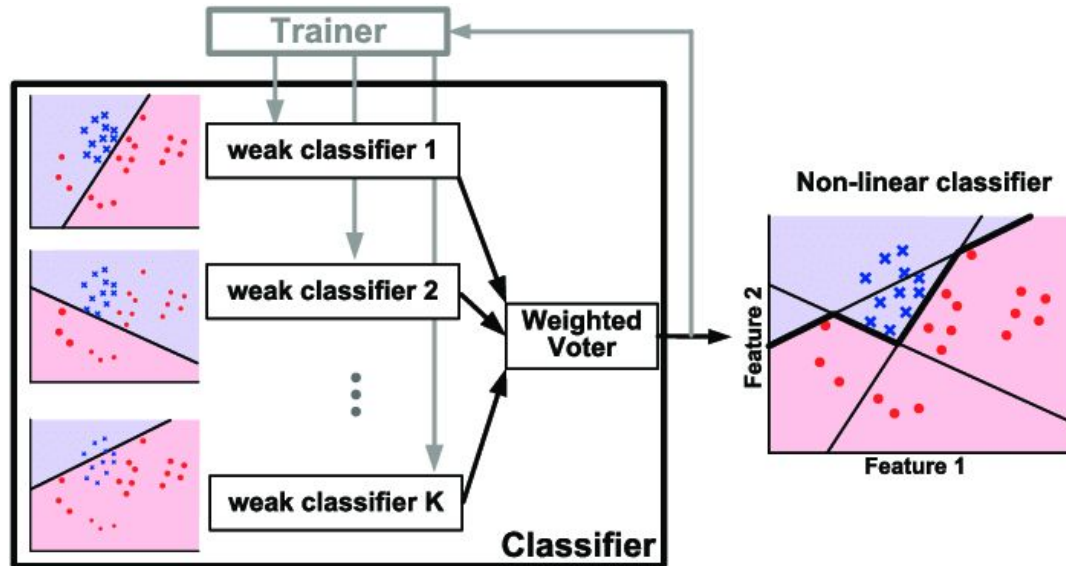 Trainer
weak classifier 1
weak classifier 2
weak classifier K
Weighted
Voter
Classifier
Non-linear classifier
Feature 2
Feature 1